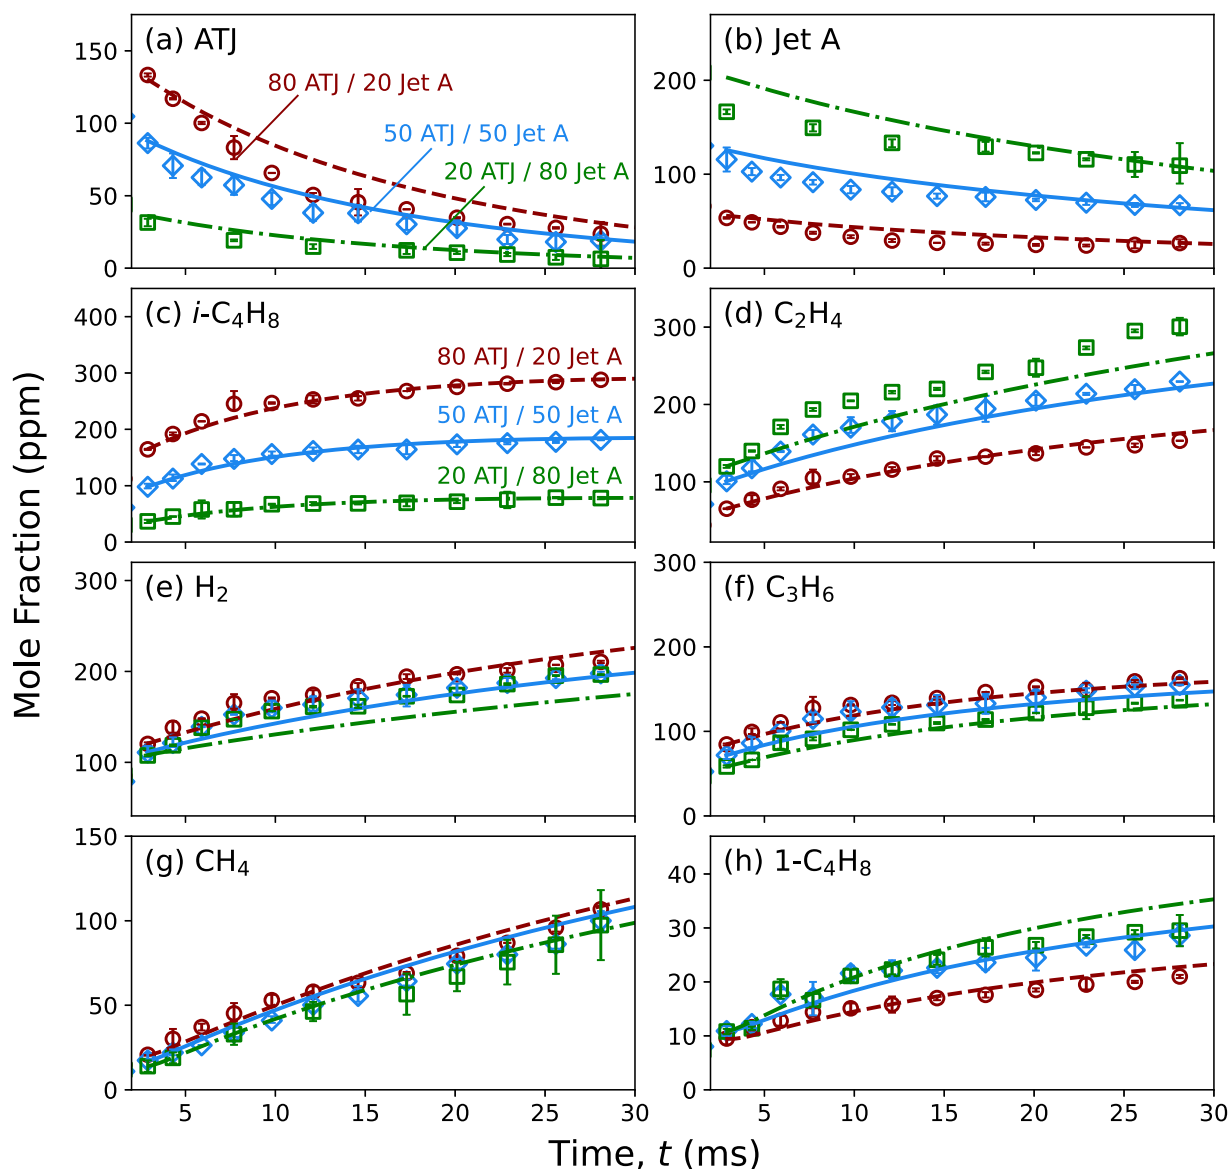 Mole Fraction (ppm)
(a) ATJ
80 ATJ / 20 Jet A
50 ATJ / 50 Jet A
20 ATJ / 80 Jet A
150
100
50
0
(b) Jet A
200
100
0
(c) i-C₄H₈
80 ATJ / 20 Jet A
50 ATJ / 50 Jet A
20 ATJ / 80 Jet A
400
300
200
100
0
(d) C₂H₄
300
200
100
(e) H₂
300
200
100
(f) C₃H₆
300
200
100
0
(g) CH₄
150
100
50
0
5 10 15 20 25 30
(h) 1-C₄H₈
40
30
20
10
0
5 10 15 20 25 30
Time, t (ms)